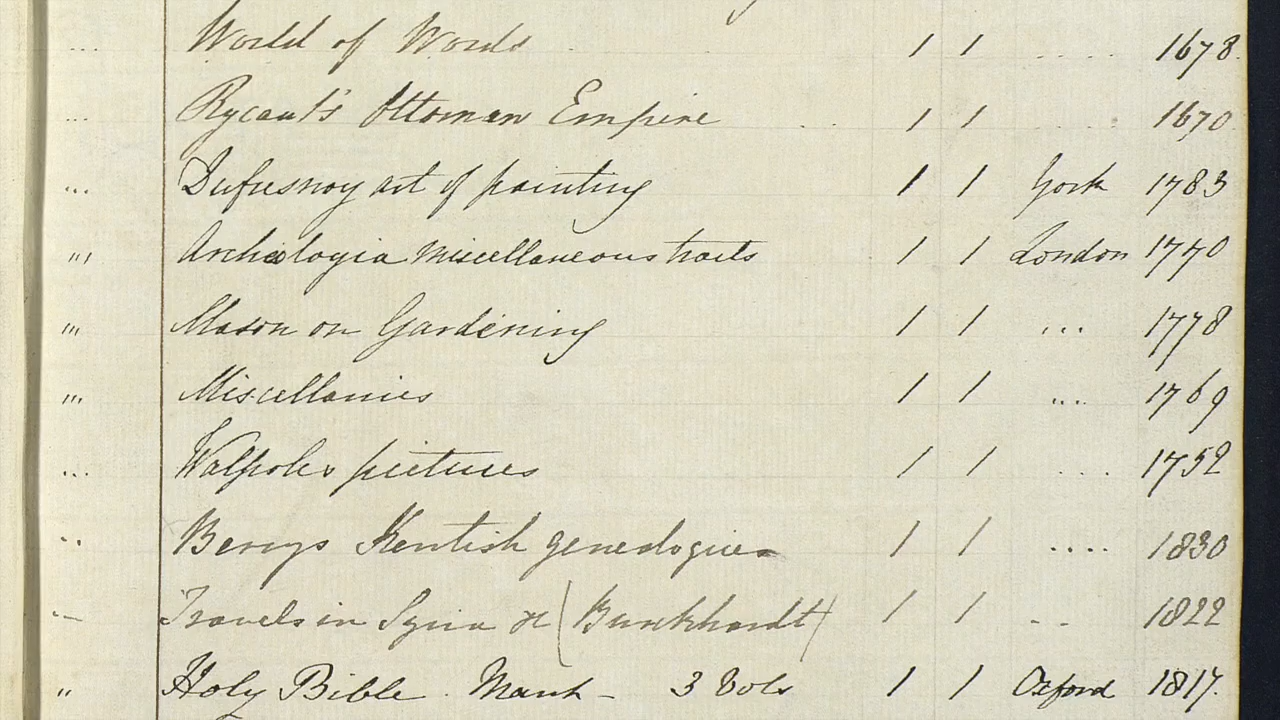 ... World of Words 1 1 .... 1678.
... Rycaut's Ottoman Empire ... 1 1 .... 1670.
... Dufresnoy art of painting 1 1 York 1783
"" Archæologia miscellaneous tracts 1 1 London 1770
"" Mason on Gardening 1 1 ... 1778
"" Miscellanies 1 1 .... 1769
... Walpoles pictures 1 1 .... 1752
.. Berrys Kentish genealogies 1 1 .... 1830
Travels in Syria &c (Burckhardt) 1 1 .. 1822
" Holy Bible. Mant - 3 Vols 1 1 Oxford 1817.